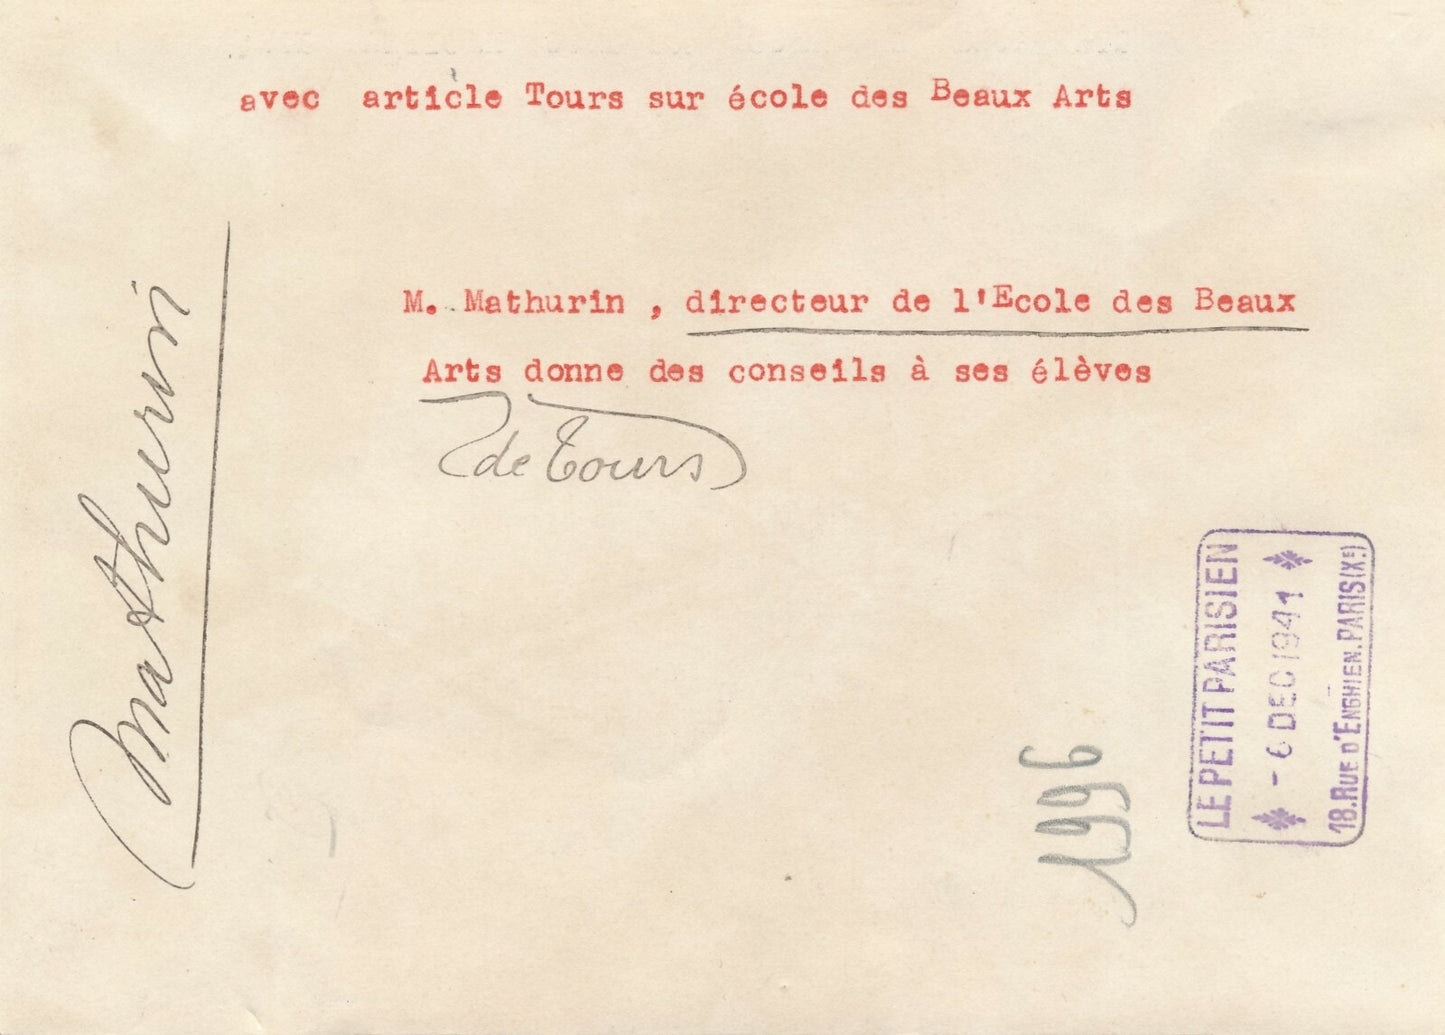 avec article Tours sur école des Beaux Arts
M. Mathurin , directeur de l'Ecole des Beaux
Arts donne des conseils à ses élèves
de Tours
Mathurin
1996
LE PETIT PARISIEN
- 6 DEC 1941
18. RUE D'ENGHIEN. PARIS (Xe)